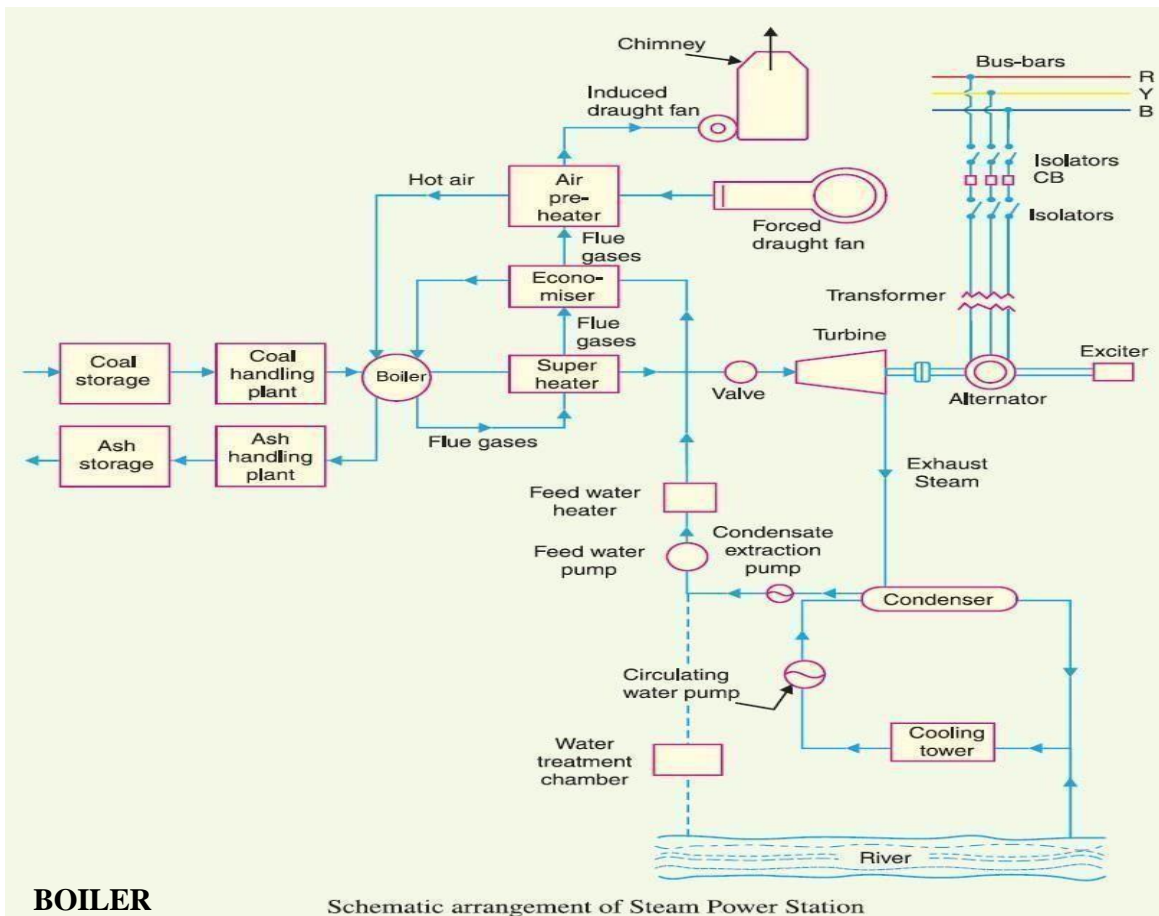 Chimney
Bus-bars
R
Y
B
Induced
draught fan
Isolators
CB
Isolators
Hot air
Air
pre-
heater
Forced
draught fan
Flue
gases
Econo-
miser
Transformer
Flue
gases
Turbine
Coal
storage
Coal
handling
plant
Boiler
Super
heater
Valve
Alternator
Exciter
Flue gases
Ash
storage
Ash
handling
plant
Exhaust
Steam
Feed water
heater
Condensate
extraction
pump
Feed water
pump
Condenser
Circulating
water pump
Cooling
tower
Water
treatment
chamber
River
BOILER
Schematic arrangement of Steam Power Station